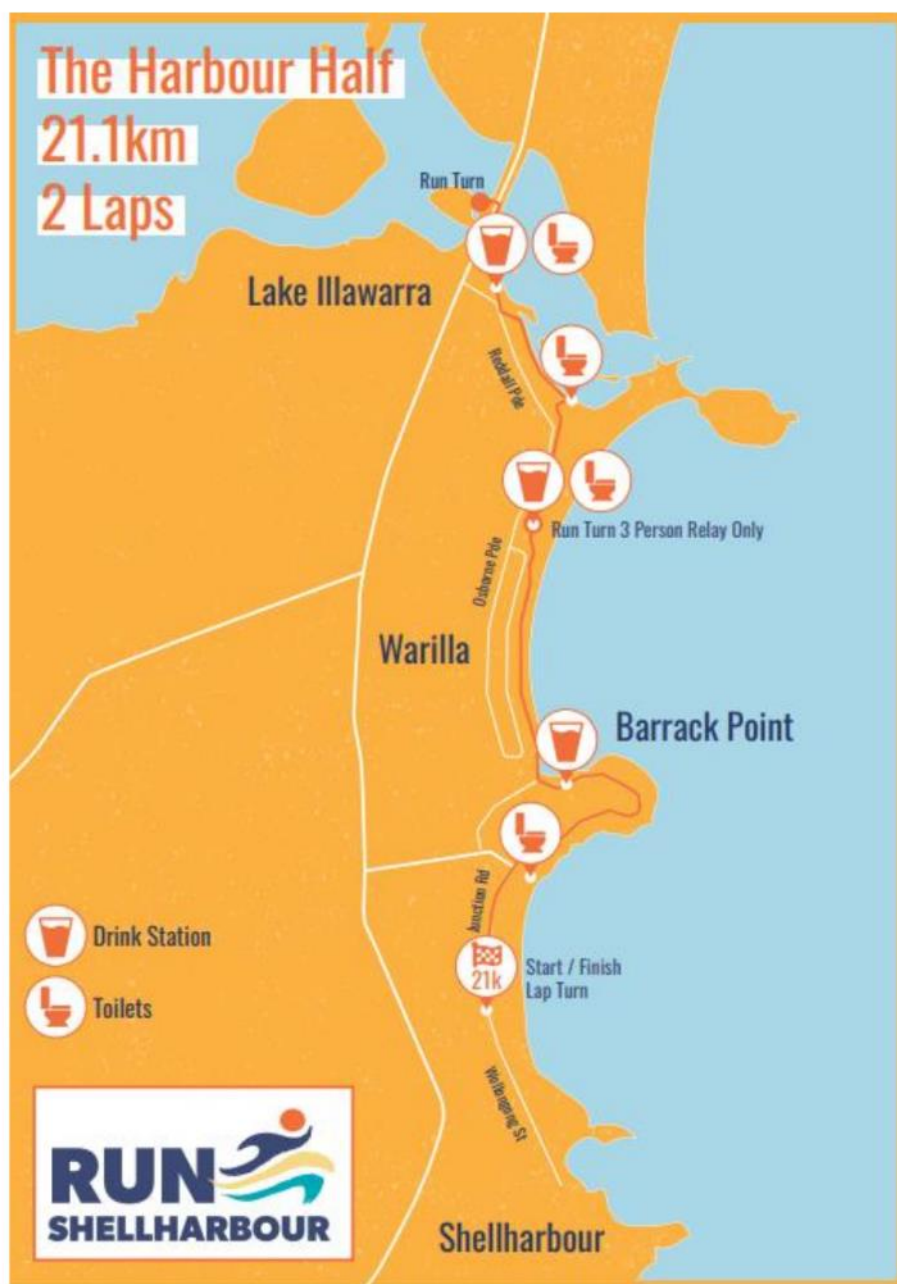 The Harbour Half
21.1km
2 Laps
Run Turn
Lake Illawarra
Reddall Pde
Run Turn 3 Person Relay Only
Osborne Pde
Warilla
Barrack Point
Junction Rd
21k
Start / Finish
Lap Turn
Drink Station
Toilets
Wollongong St
RUN
SHELLHARBOUR
Shellharbour